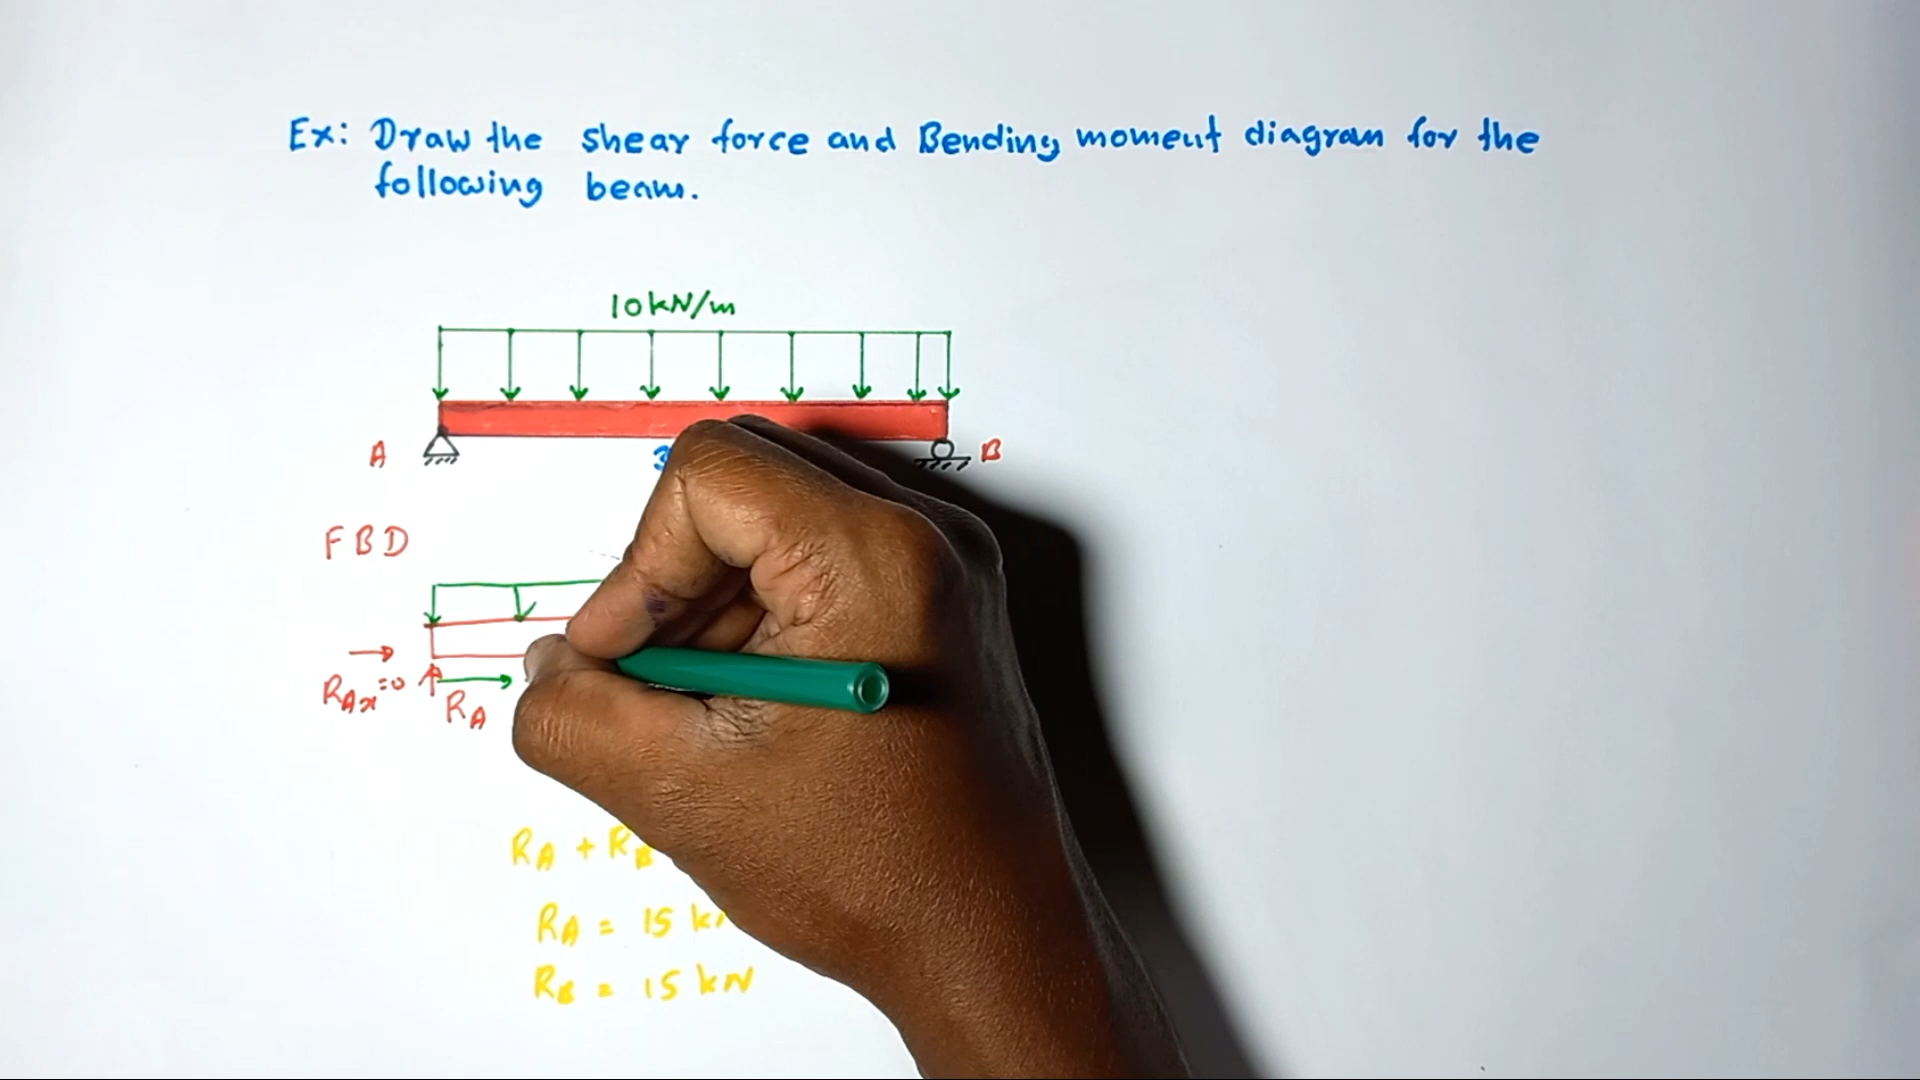 Ex: Draw the shear force and Bending moment diagram for the
following beam.
10kN/m
A
3
B
FBD
RAx=0
RA
RA + RB
RA = 15 k
RB = 15 kN